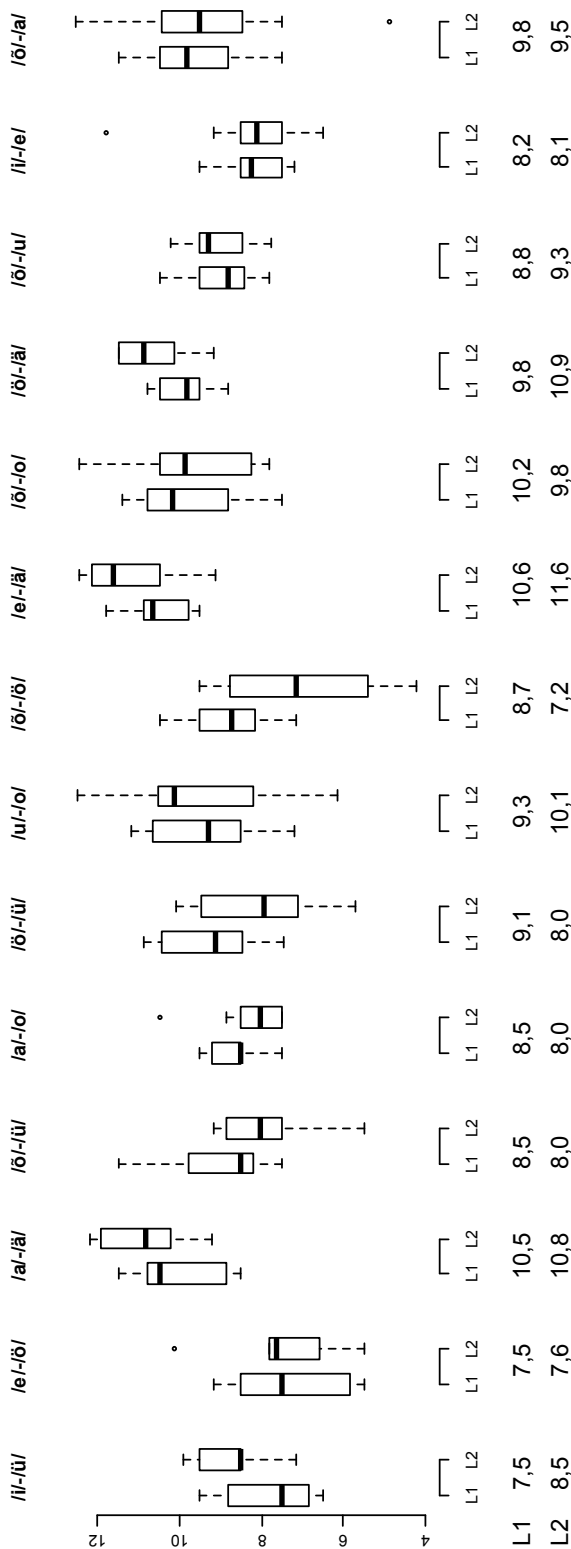 /i/-/ü/ /e/-/ö/ /a/-/ä/ /õ/-/ü/ /a/-/o/ /ö/-/ü/ /u/-/o/ /õ/-/ö/ /e/-/ä/ /õ/-/o/ /ö/-/ä/ /õ/-/u/ /i/-/e/ /õ/-/a/
12
10
8
6
4
L1 L2 L1 L2 L1 L2 L1 L2 L1 L2 L1 L2 L1 L2 L1 L2 L1 L2 L1 L2 L1 L2 L1 L2 L1 L2 L1 L2
L1 7,5 7,5 10,5 8,5 8,5 9,1 9,3 8,7 10,6 10,2 9,8 8,8 8,2 9,8
L2 8,5 7,6 10,8 8,0 8,0 8,0 10,1 7,2 11,6 9,8 10,9 9,3 8,1 9,5